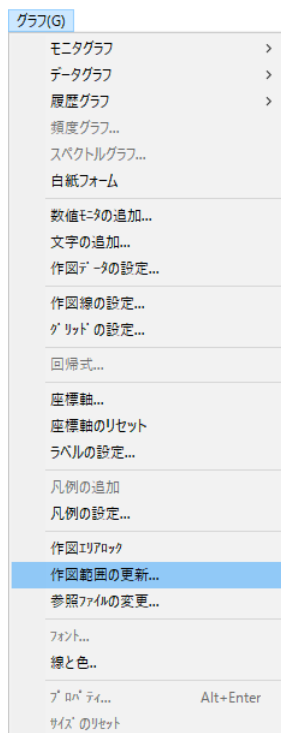 グラフ(G)
モニタグラフ >
データグラフ >
履歴グラフ >
頻度グラフ...
スペクトルグラフ...
白紙フォーム
数値ﾓﾆﾀの追加...
文字の追加...
作図ﾃﾞｰﾀの設定...
作図線の設定...
ｸﾞﾘｯﾄﾞの設定...
回帰式...
座標軸...
座標軸のリセット
ラベルの設定...
凡例の追加
凡例の設定...
作図ｴﾘｱﾛｯｸ
作図範囲の更新...
参照ﾌｧｲﾙの変更...
ﾌｫﾝﾄ...
線と色..
ﾌﾟﾛﾊﾟﾃｨ... Alt+Enter
ｻｲｽﾞのﾘｾｯﾄ